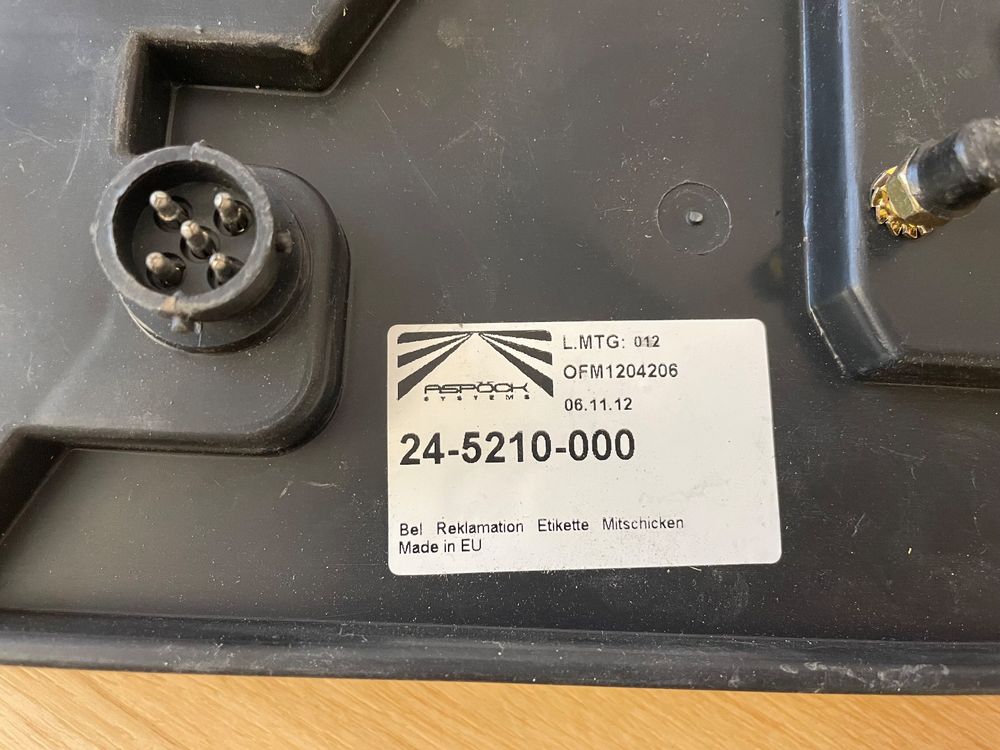 L.MTG: 012
OFM1204206
ASPÖCK
SYSTEMS
06.11.12
24-5210-000
Bei Reklamation Etikette Mitschicken
Made in EU